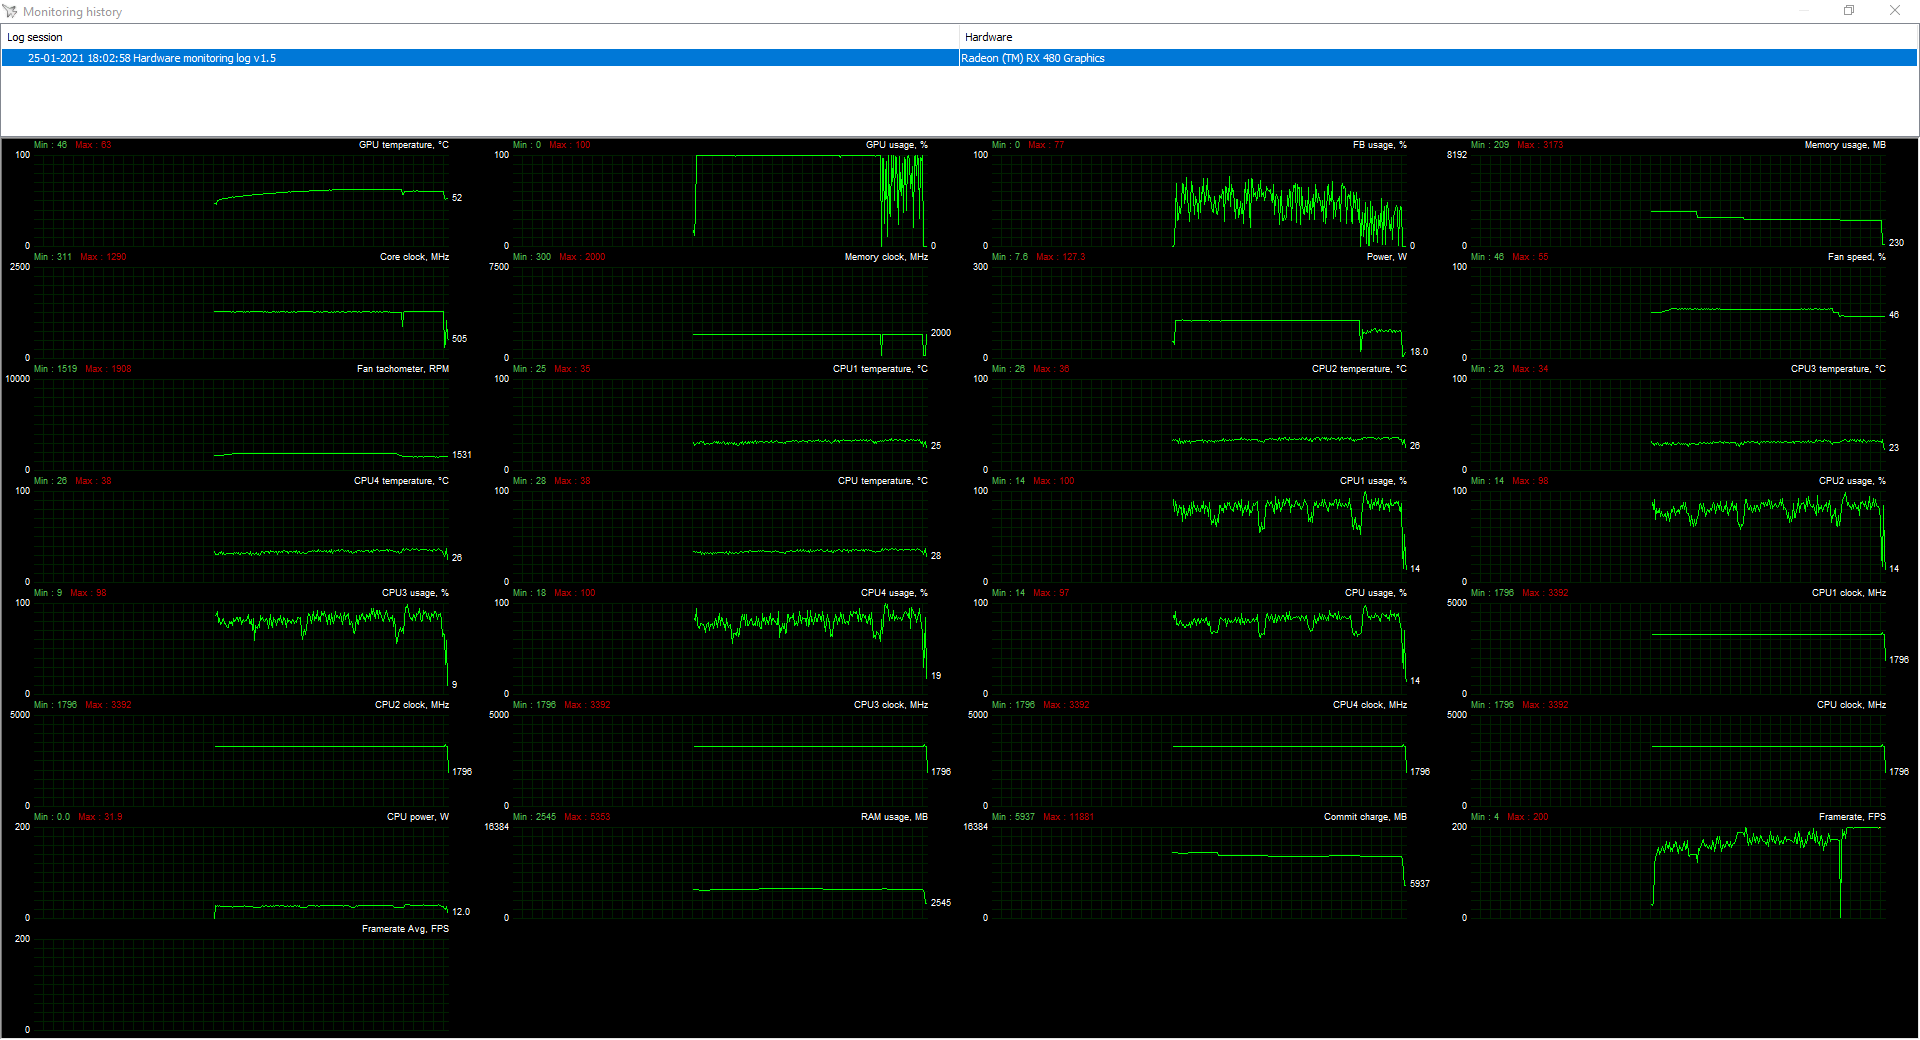 Monitoring history
Log session Hardware
25-01-2021 18:02:58 Hardware monitoring log v1.5 Radeon (TM) RX 480 Graphics
Min : 46 Max : 63 GPU temperature, °C
100
52
0
Min : 0 Max : 100 GPU usage, %
100
0
0
Min : 0 Max : 77 FB usage, %
100
0
0
Min : 209 Max : 3173 Memory usage, MB
8192
230
0
Min : 311 Max : 1290 Core clock, MHz
2500
505
0
Min : 300 Max : 2000 Memory clock, MHz
7500
2000
0
Min : 7.6 Max : 127.3 Power, W
300
18.0
0
Min : 46 Max : 56 Fan speed, %
100
46
0
Min : 1519 Max : 1908 Fan tachometer, RPM
10000
1531
0
Min : 25 Max : 35 CPU1 temperature, °C
100
25
0
Min : 26 Max : 36 CPU2 temperature, °C
100
26
0
Min : 23 Max : 34 CPU3 temperature, °C
100
23
0
Min : 26 Max : 38 CPU4 temperature, °C
100
26
0
Min : 28 Max : 38 CPU temperature, °C
100
28
0
Min : 14 Max : 100 CPU1 usage, %
100
14
0
Min : 14 Max : 98 CPU2 usage, %
100
14
0
Min : 9 Max : 98 CPU3 usage, %
100
9
0
Min : 18 Max : 100 CPU4 usage, %
100
19
0
Min : 14 Max : 97 CPU usage, %
100
14
0
Min : 1796 Max : 3392 CPU1 clock, MHz
5000
1796
0
Min : 1796 Max : 3392 CPU2 clock, MHz
5000
1796
0
Min : 1796 Max : 3392 CPU3 clock, MHz
5000
1796
0
Min : 1796 Max : 3392 CPU4 clock, MHz
5000
1796
0
Min : 1796 Max : 3392 CPU clock, MHz
5000
1796
0
Min : 0.0 Max : 31.9 CPU power, W
200
12.0
0
Min : 2545 Max : 5353 RAM usage, MB
16384
2545
0
Min : 5937 Max : 11881 Commit charge, MB
16384
5937
0
Min : 4 Max : 200 Framerate, FPS
200
0
Framerate Avg, FPS
200
0